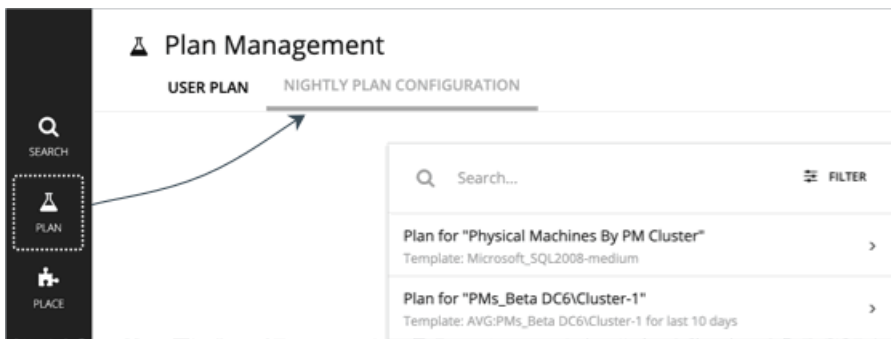 Plan Management
USER PLAN NIGHTLY PLAN CONFIGURATION
SEARCH
PLAN
PLACE
Search...
FILTER
Plan for "Physical Machines By PM Cluster"
Template: Microsoft_SQL2008-medium
Plan for "PMs_Beta DC6\Cluster-1"
Template: AVG:PMs_Beta DC6\Cluster-1 for last 10 days